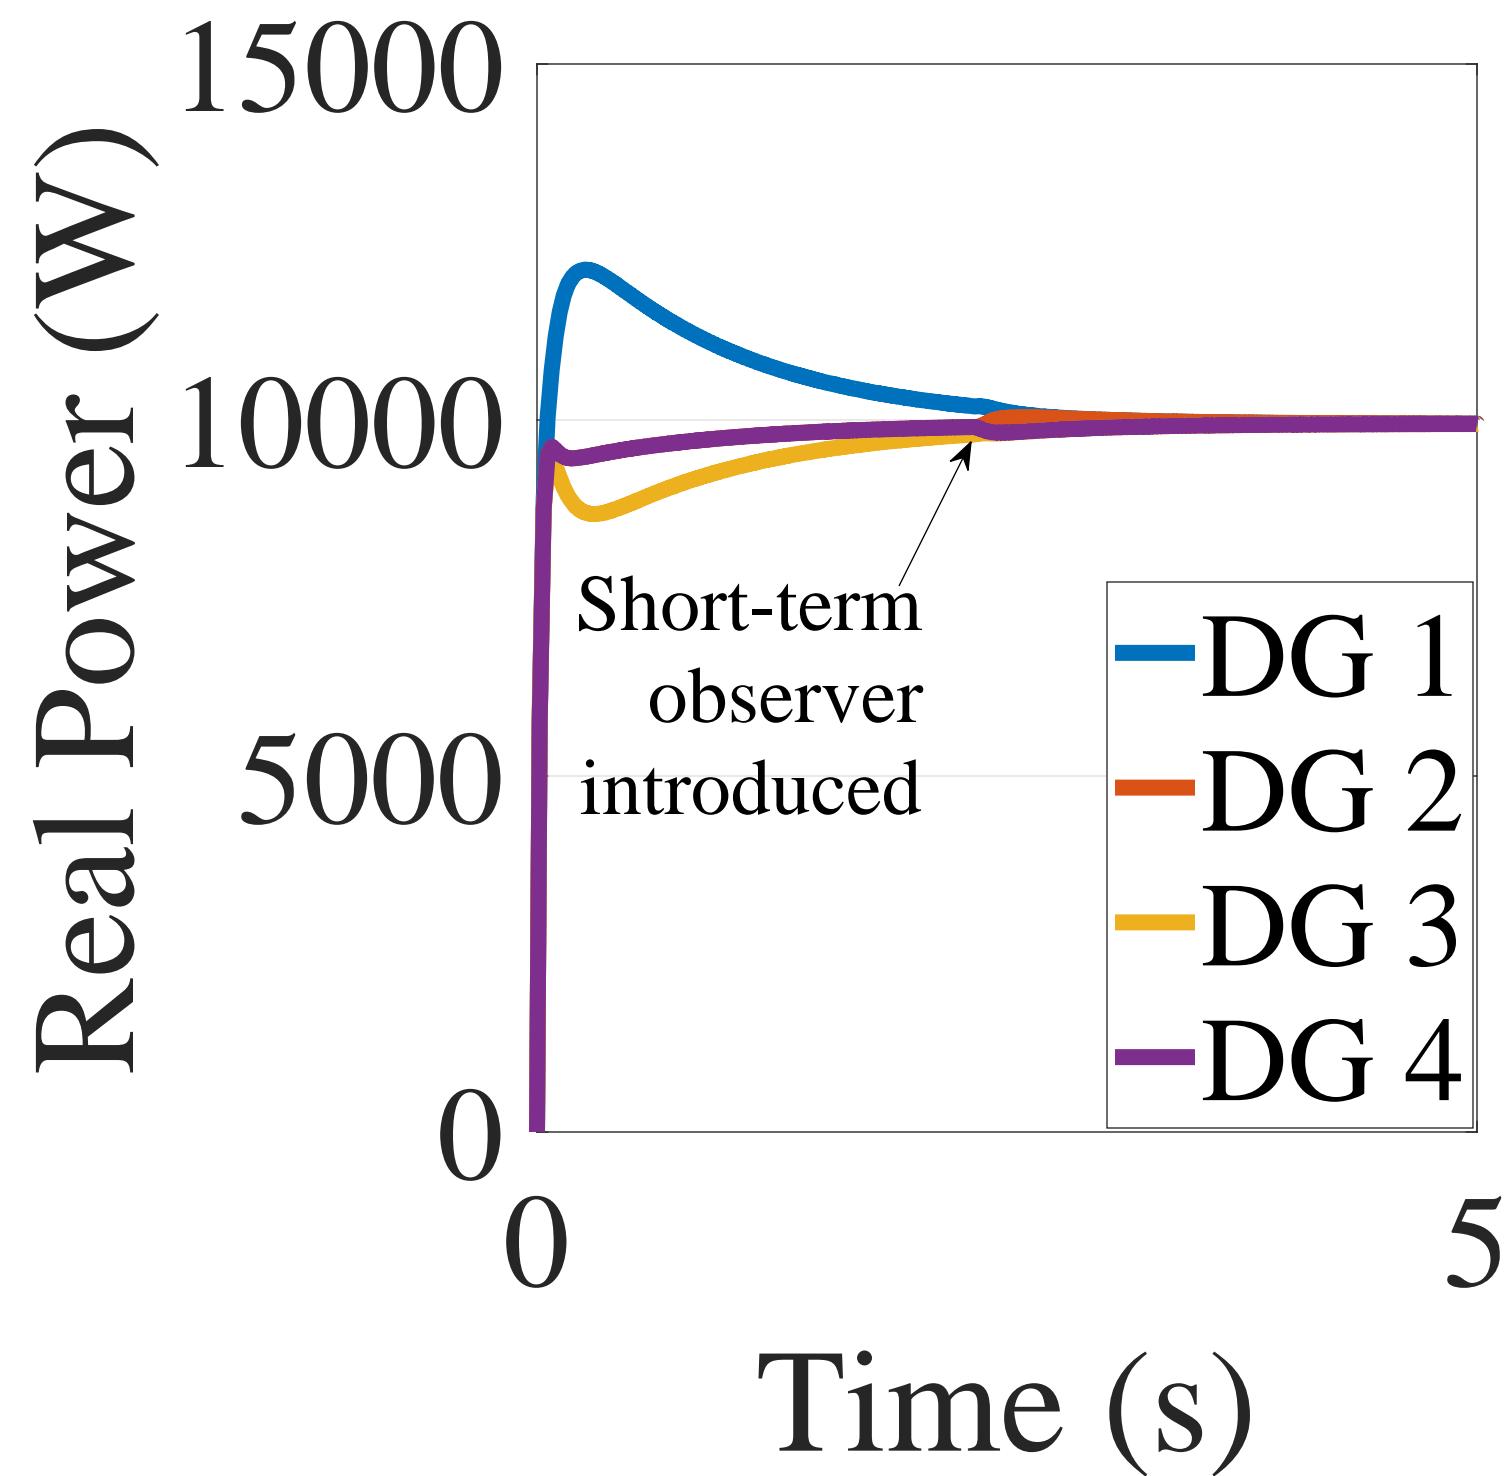 15000
10000
5000
0
Real Power (W)
Short-term
observer
introduced
DG 1
DG 2
DG 3
DG 4
0
5
Time (s)